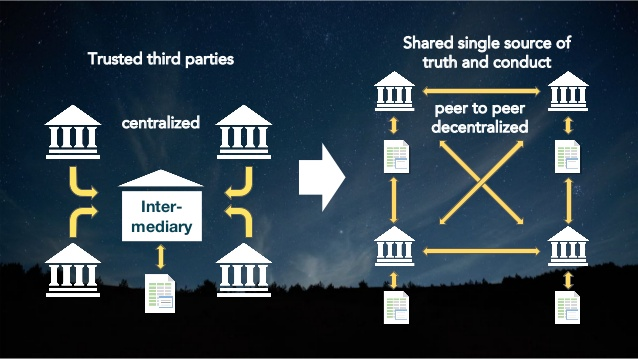 Trusted third parties
centralized
Inter-
mediary
Shared single source of
truth and conduct
peer to peer
decentralized